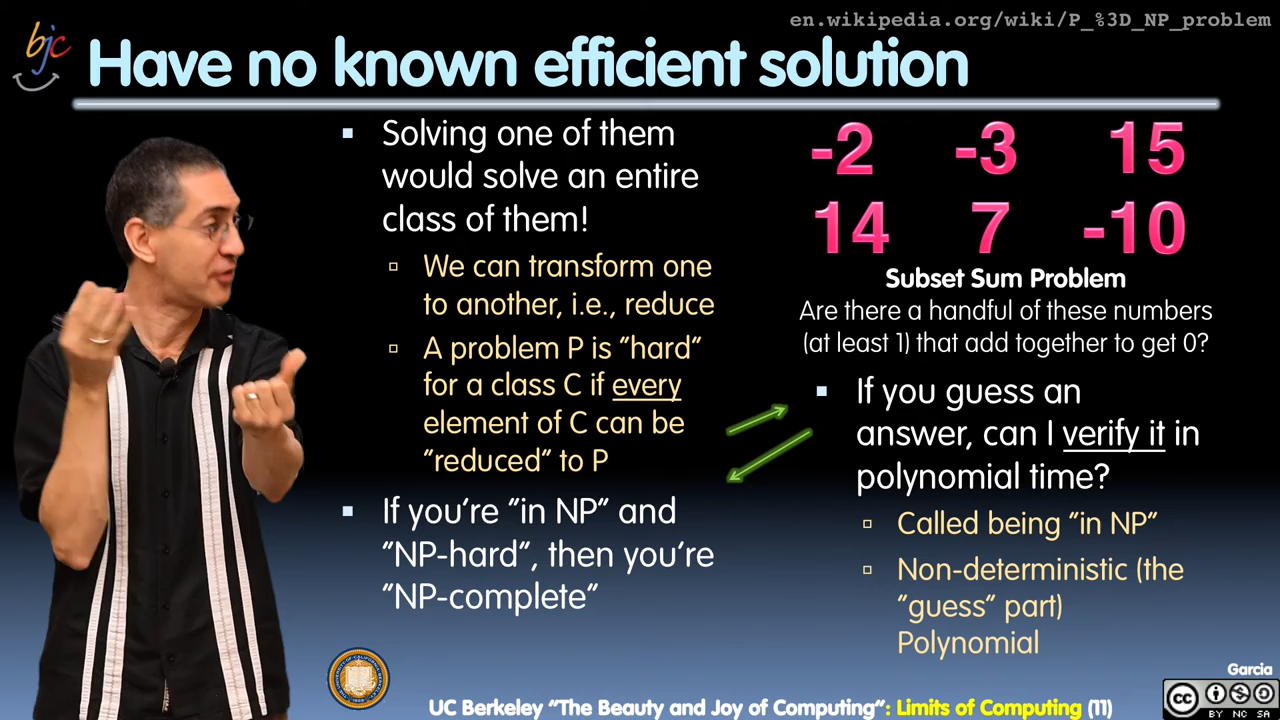 en.wikipedia.org/wiki/P_%3D_NP_problem
bjc
Have no known efficient solution
▪ Solving one of them
would solve an entire
class of them!
▫ We can transform one
to another, i.e., reduce
▫ A problem P is "hard"
for a class C if every
element of C can be
"reduced" to P
▪ If you're "in NP" and
"NP-hard", then you're
"NP-complete"
-2 -3 15
14 7 -10
Subset Sum Problem
Are there a handful of these numbers
(at least 1) that add together to get 0?
▪ If you guess an
answer, can I verify it in
polynomial time?
▫ Called being "in NP"
▫ Non-deterministic (the
"guess" part)
Polynomial
Garcia
UC Berkeley "The Beauty and Joy of Computing": Limits of Computing (11)
cc
BY NC SA